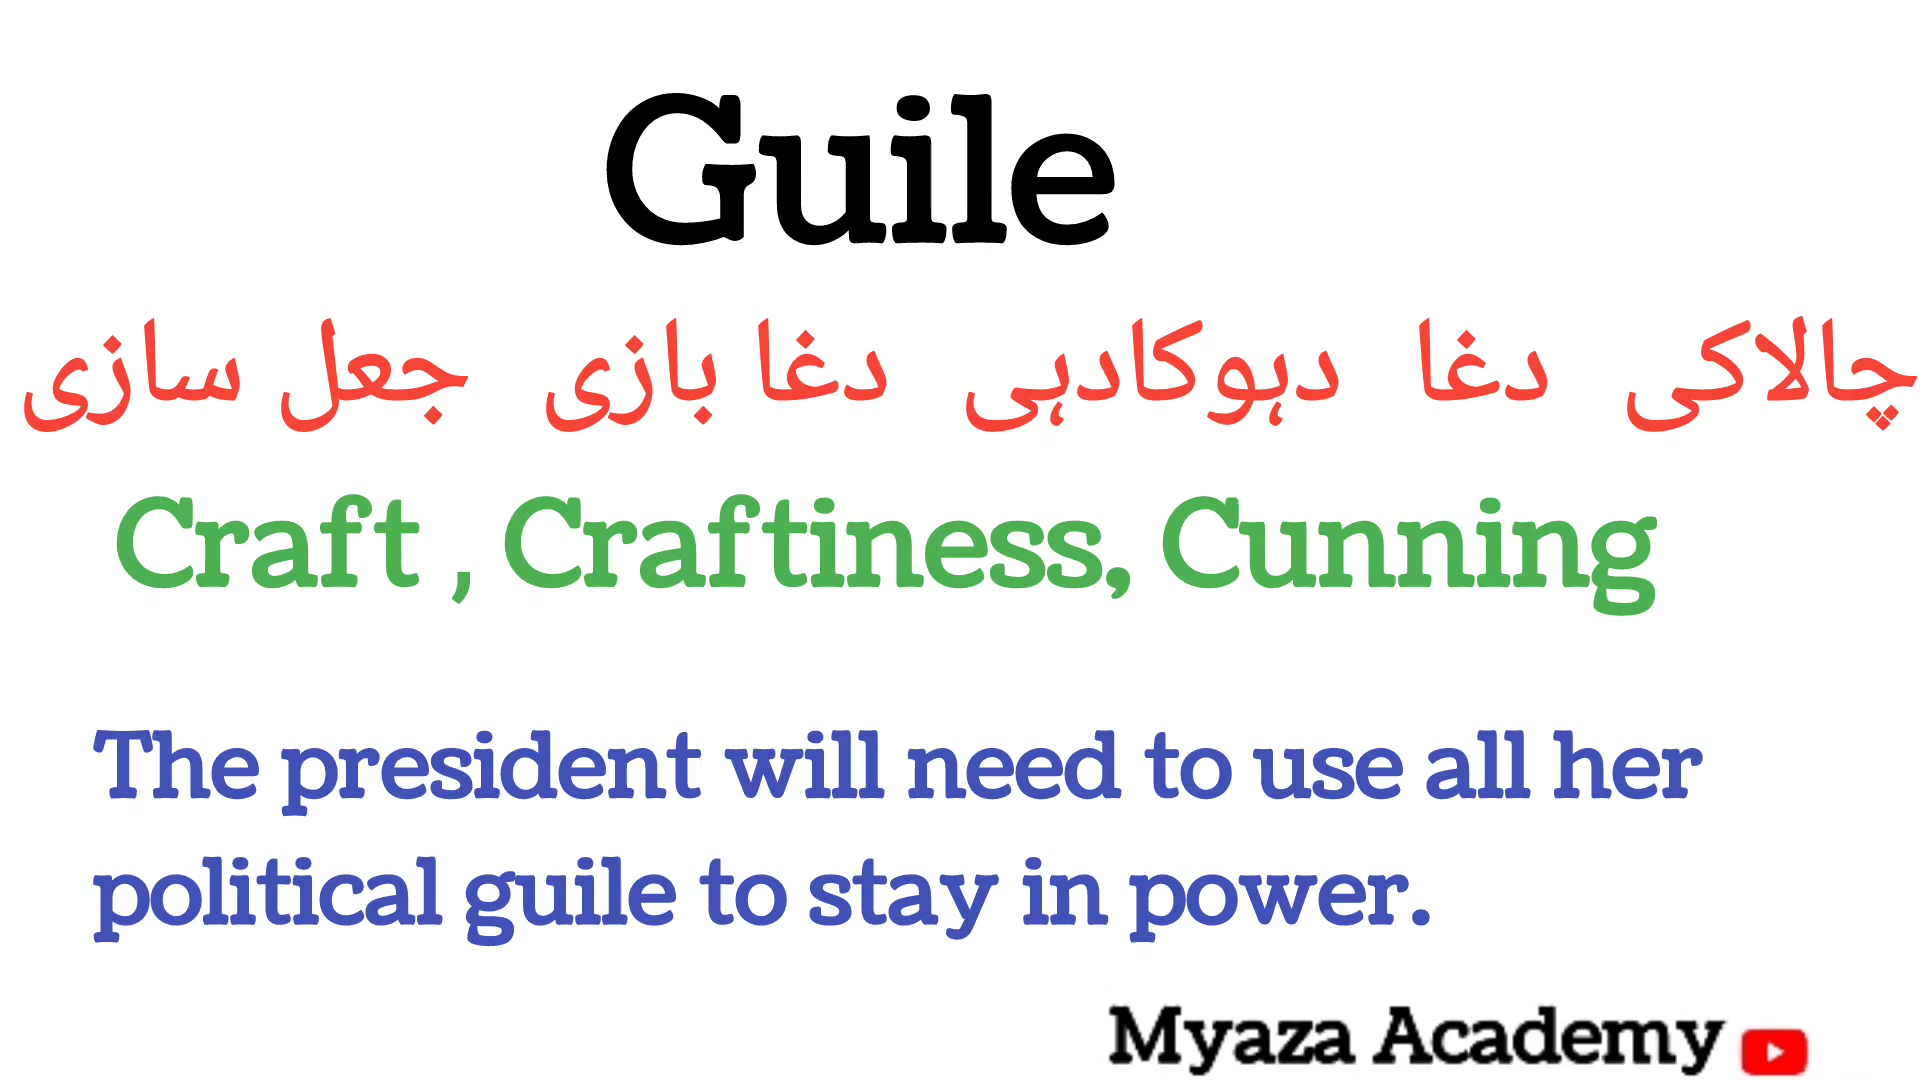 Guile
چالاکی دغا دہوکادہی دغا بازی جعل سازی
Craft , Craftiness, Cunning
The president will need to use all her
political guile to stay in power.
Myaza Academy